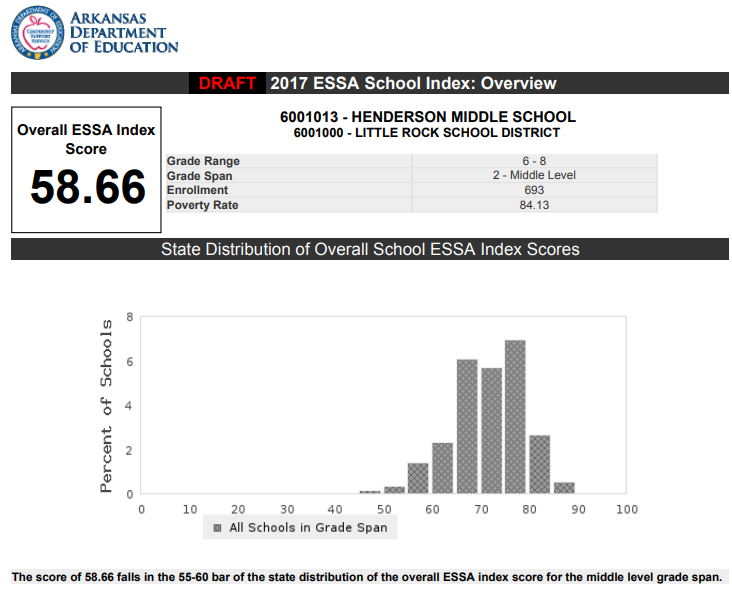 ARKANSAS
DEPARTMENT
OF EDUCATION
LEADERSHIP
SUPPORT
SERVICE
DRAFT 2017 ESSA School Index: Overview
Overall ESSA Index
Score
58.66
6001013 - HENDERSON MIDDLE SCHOOL
6001000 - LITTLE ROCK SCHOOL DISTRICT
Grade Range 6 - 8
Grade Span 2 - Middle Level
Enrollment 693
Poverty Rate 84.13
State Distribution of Overall School ESSA Index Scores
Percent of Schools
8
6
4
2
0
0 10 20 30 40 50 60 70 80 90 100
All Schools in Grade Span
The score of 58.66 falls in the 55-60 bar of the state distribution of the overall ESSA index score for the middle level grade span.